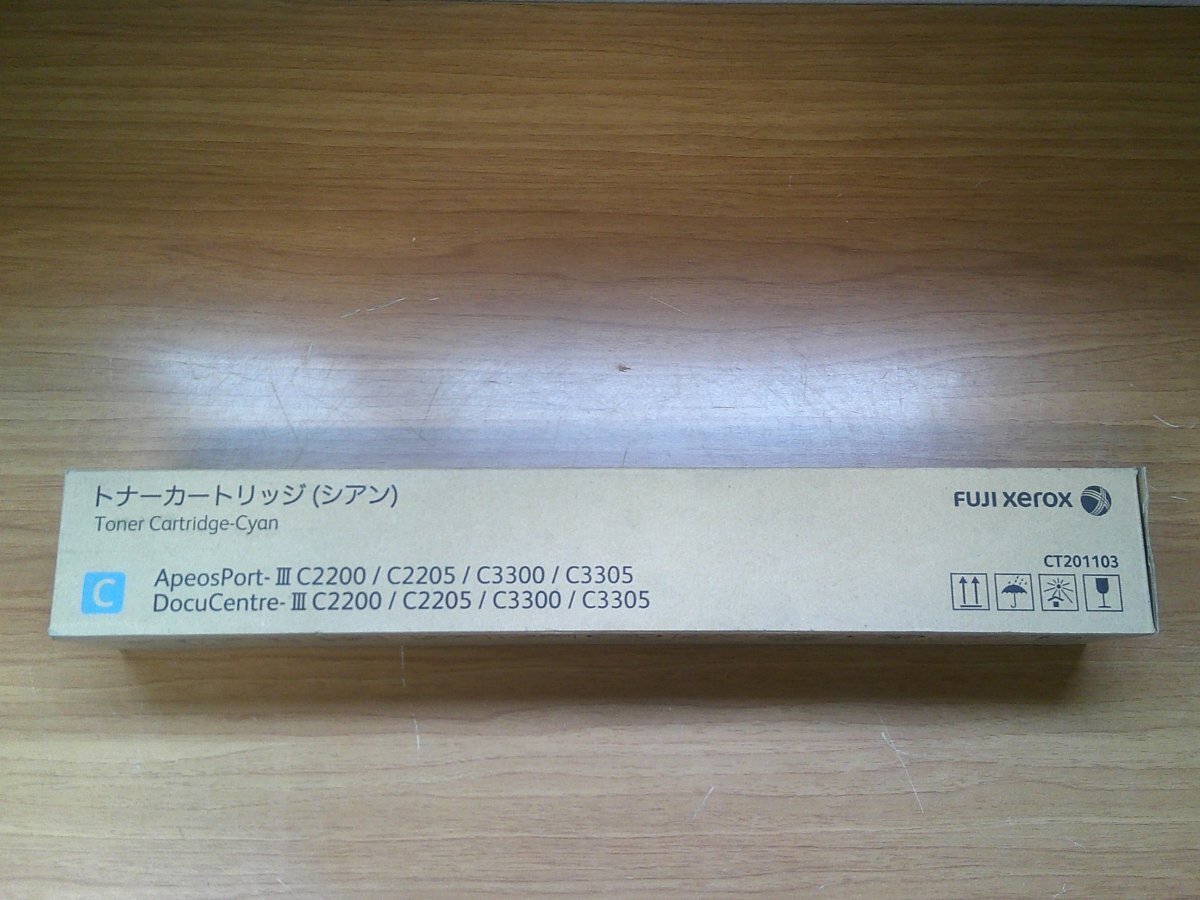 トナーカートリッジ(シアン)
Toner Cartridge-Cyan
FUJI xerox
C
ApeosPort-Ⅲ C2200 / C2205 / C3300 / C3305
DocuCentre-Ⅲ C2200 / C2205 / C3300 / C3305
CT201103